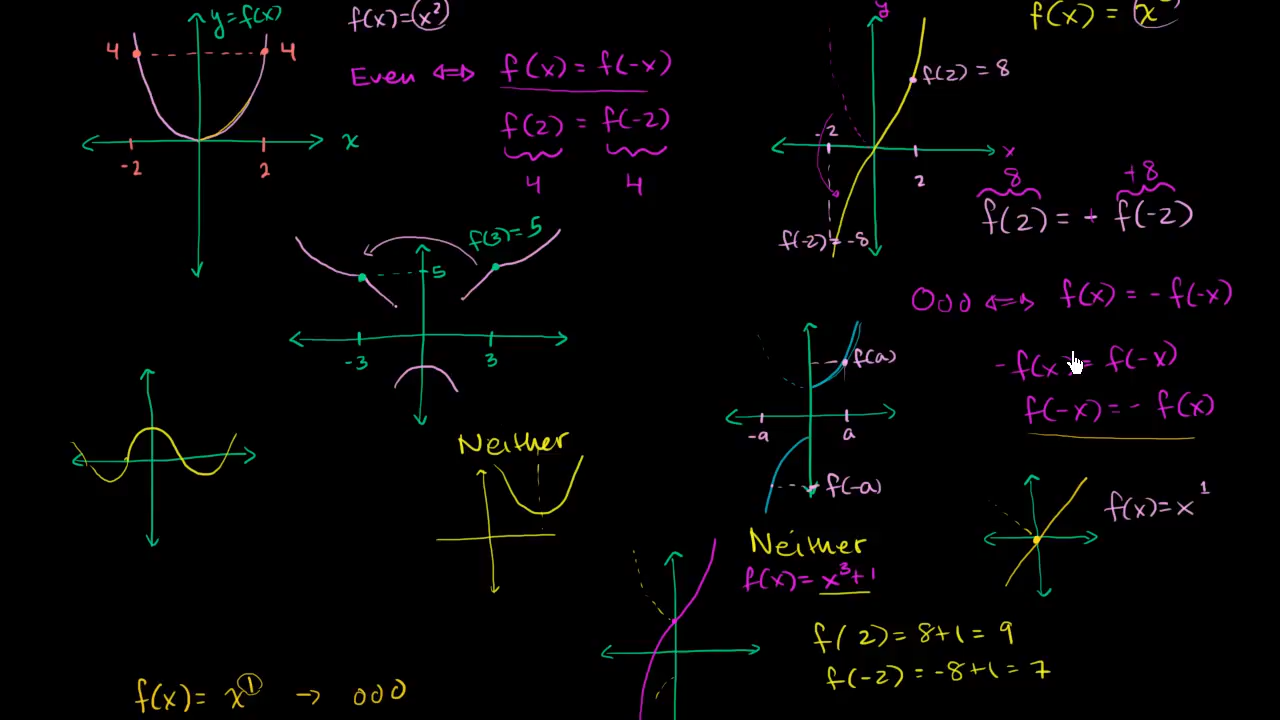 y=f(x)
f(x)=x²
4
4
-2
2
x
Even ⟺ f(x) = f(-x)
f(2) = f(-2)
4 4
y
f(x) = x
f(2) = 8
-2
2
x
f(-2) = -8
8 +8
f(2) = + f(-2)
f(3) = 5
5
-3
3
Odd ⟺ f(x) = - f(-x)
- f(x) = f(-x)
f(-x) = - f(x)
f(a)
-a
a
f(-a)
Neither
f(x) = x¹
Neither
f(x) = x³+1
f( 2) = 8+1 = 9
f(-2) = -8+1 = 7
f(x) = x¹ → odd